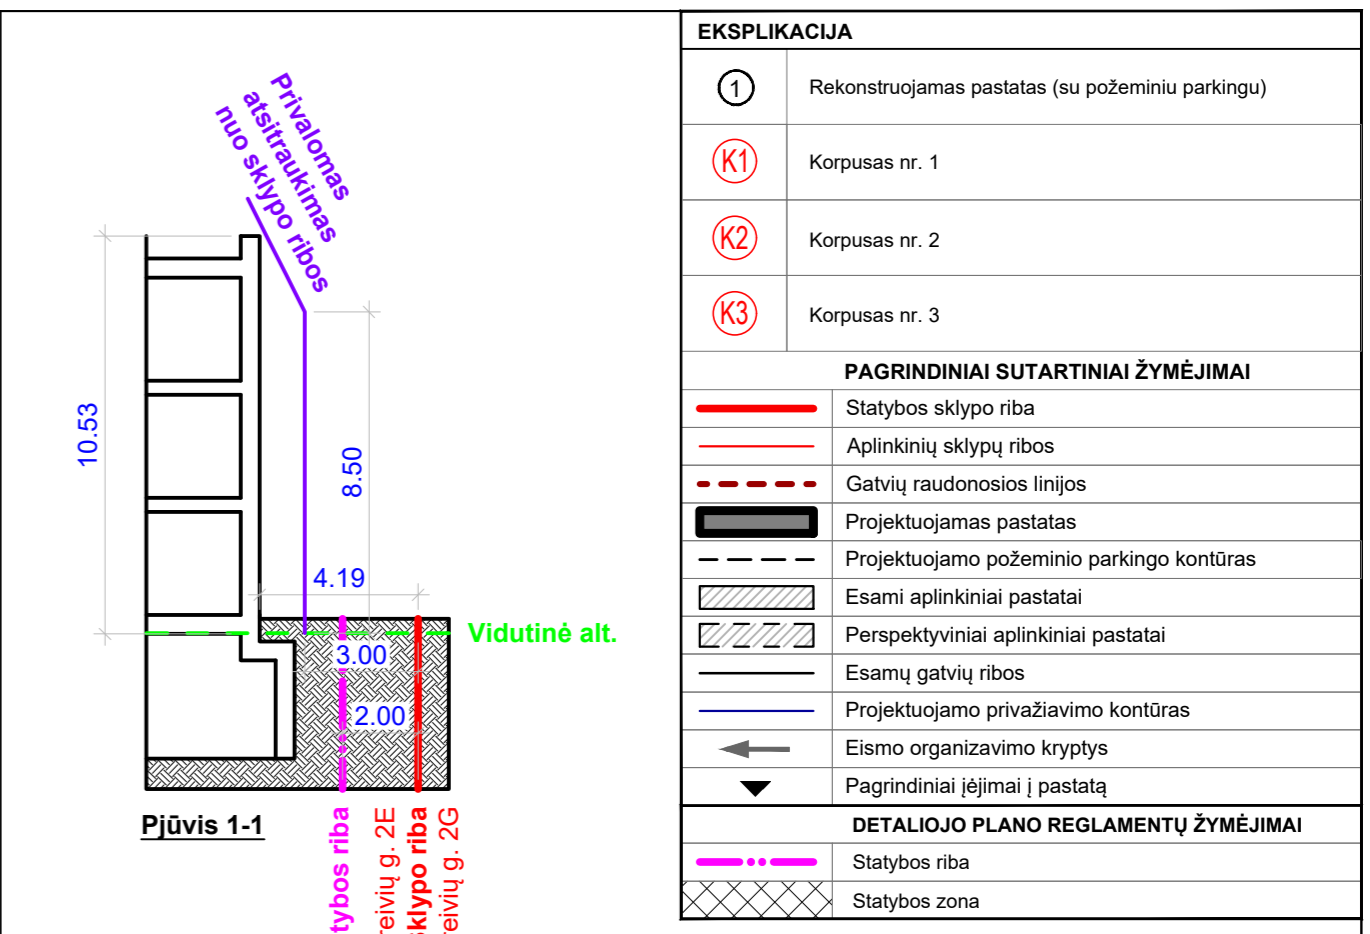 Privalomas
atsitraukimas
nuo sklypo ribos
10.53
8.50
4.19
Vidutinė alt.
3.00
2.00
Pjūvis 1-1
riba
g. 2E
riba
g. 2G
EKSPLIKACIJA
1 Rekonstruojamas pastatas (su požeminiu parkingu)
K1 Korpusas nr. 1
K2 Korpusas nr. 2
K3 Korpusas nr. 3
PAGRINDINIAI SUTARTINIAI ŽYMĖJIMAI
Statybos sklypo riba
Aplinkinių sklypų ribos
Gatvių raudonosios linijos
Projektuojamas pastatas
Projektuojamo požeminio parkingo kontūras
Esami aplinkiniai pastatai
Perspektyviniai aplinkiniai pastatai
Esamų gatvių ribos
Projektuojamo privažiavimo kontūras
Eismo organizavimo kryptys
Pagrindiniai įėjimai į pastatą
DETALIOJO PLANO REGLAMENTŲ ŽYMĖJIMAI
Statybos riba
Statybos zona